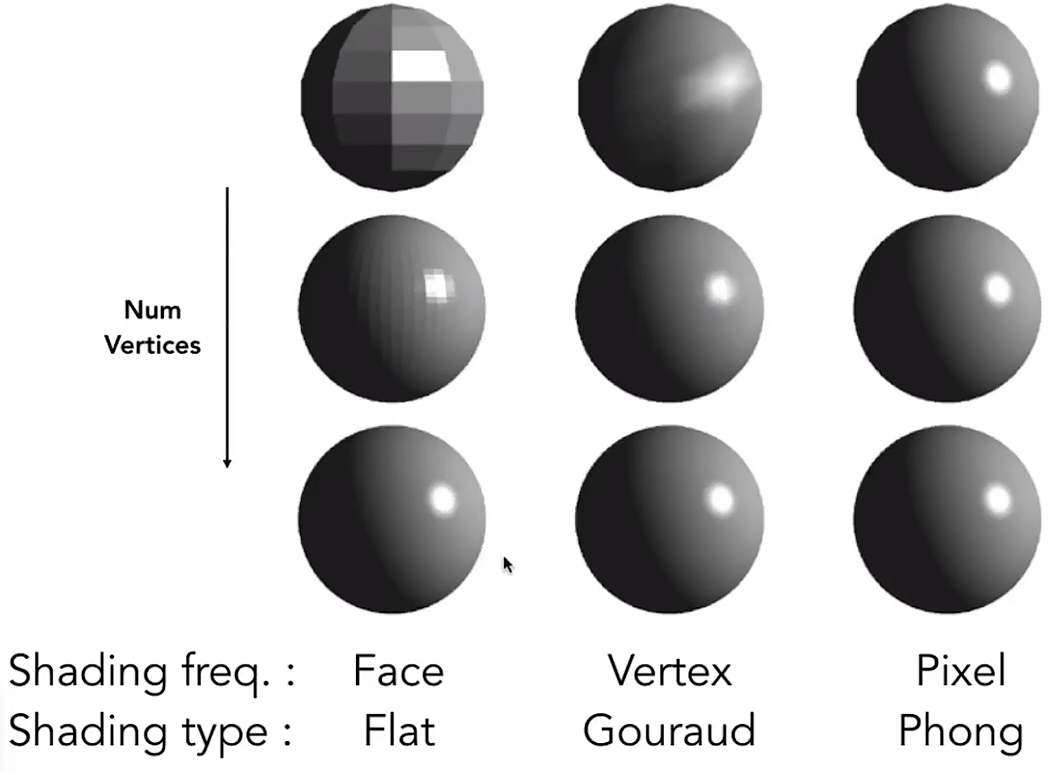 Num
Vertices
Shading freq. : Face Vertex Pixel
Shading type : Flat Gouraud Phong